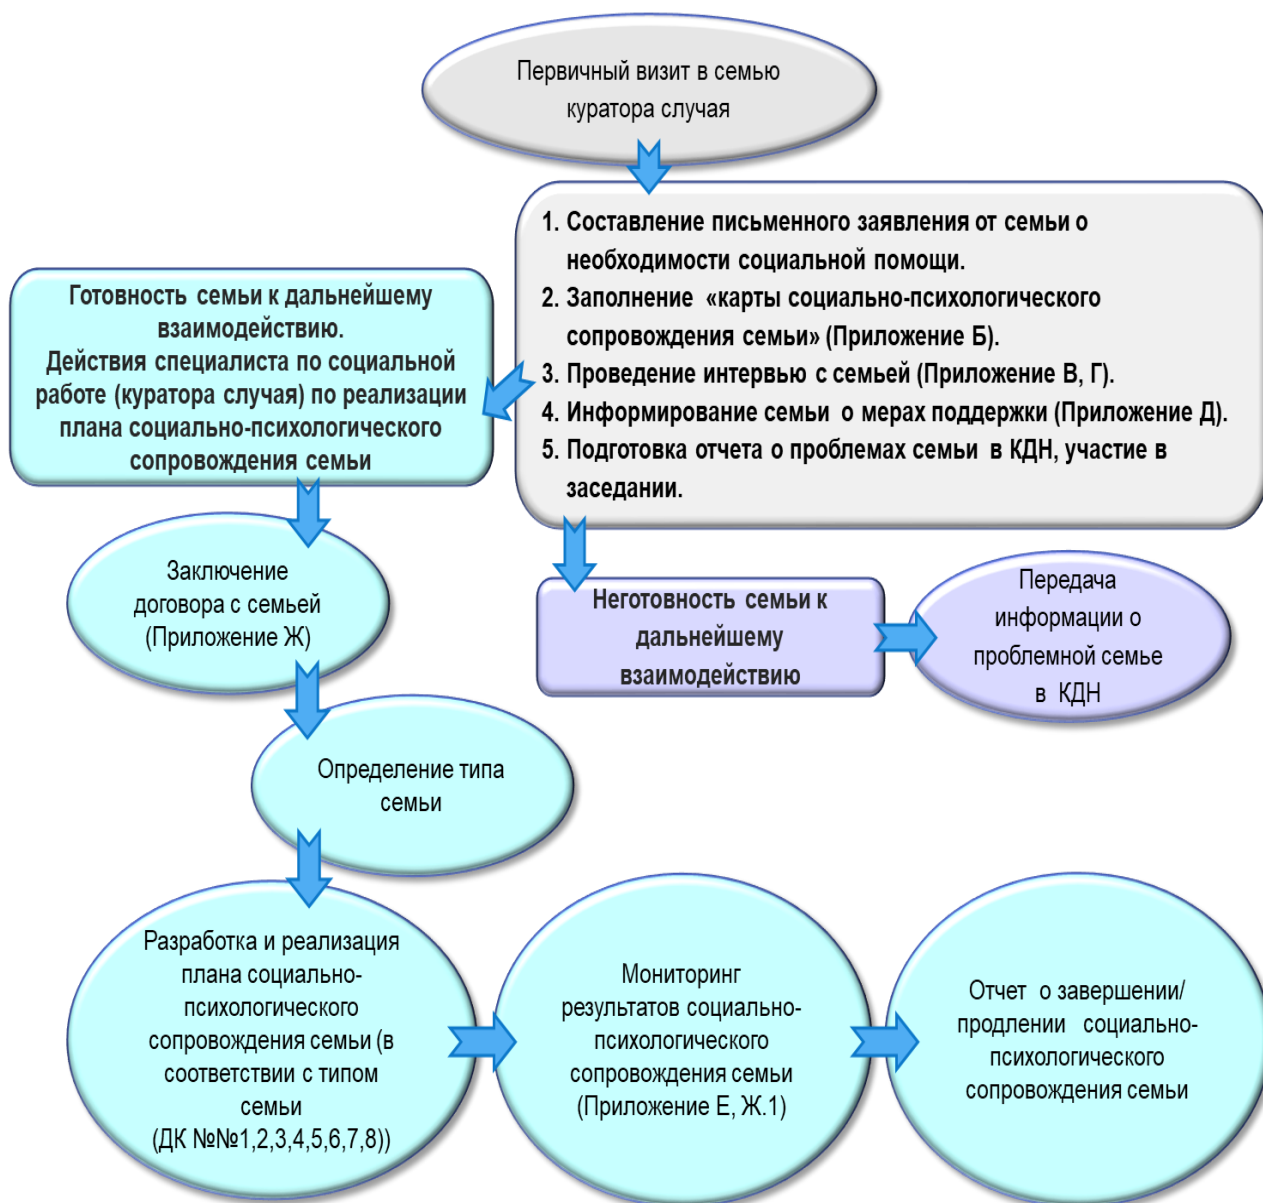 Первичный визит в семью
куратора случая
1. Составление письменного заявления от семьи о
необходимости социальной помощи.
2. Заполнение «карты социально-психологического
сопровождения семьи» (Приложение Б).
3. Проведение интервью с семьей (Приложение В, Г).
4. Информирование семьи о мерах поддержки (Приложение Д).
5. Подготовка отчета о проблемах семьи в КДН, участие в
заседании.
Готовность семьи к дальнейшему
взаимодействию.
Действия специалиста по социальной
работе (куратора случая) по реализации
плана социально-психологического
сопровождения семьи
Заключение
договора с семьей
(Приложение Ж)
Неготовность семьи к
дальнейшему
взаимодействию
Передача
информации о
проблемной семье
в КДН
Определение типа
семьи
Разработка и реализация
плана социально-
психологического
сопровождения семьи (в
соответствии с типом
семьи
(ДК №№1,2,3,4,5,6,7,8))
Мониторинг
результатов социально-
психологического
сопровождения семьи
(Приложение Е, Ж.1)
Отчет о завершении/
продлении социально-
психологического
сопровождения семьи